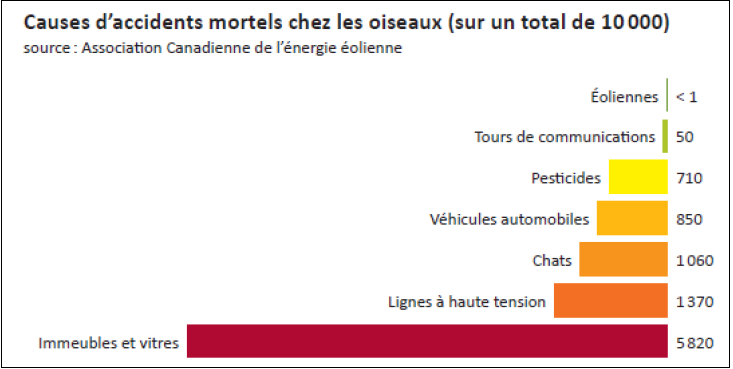 Causes d’accidents mortels chez les oiseaux (sur un total de 10 000)
source : Association Canadienne de l’énergie éolienne
Éoliennes < 1
Tours de communications 50
Pesticides 710
Véhicules automobiles 850
Chats 1 060
Lignes à haute tension 1 370
Immeubles et vitres 5 820